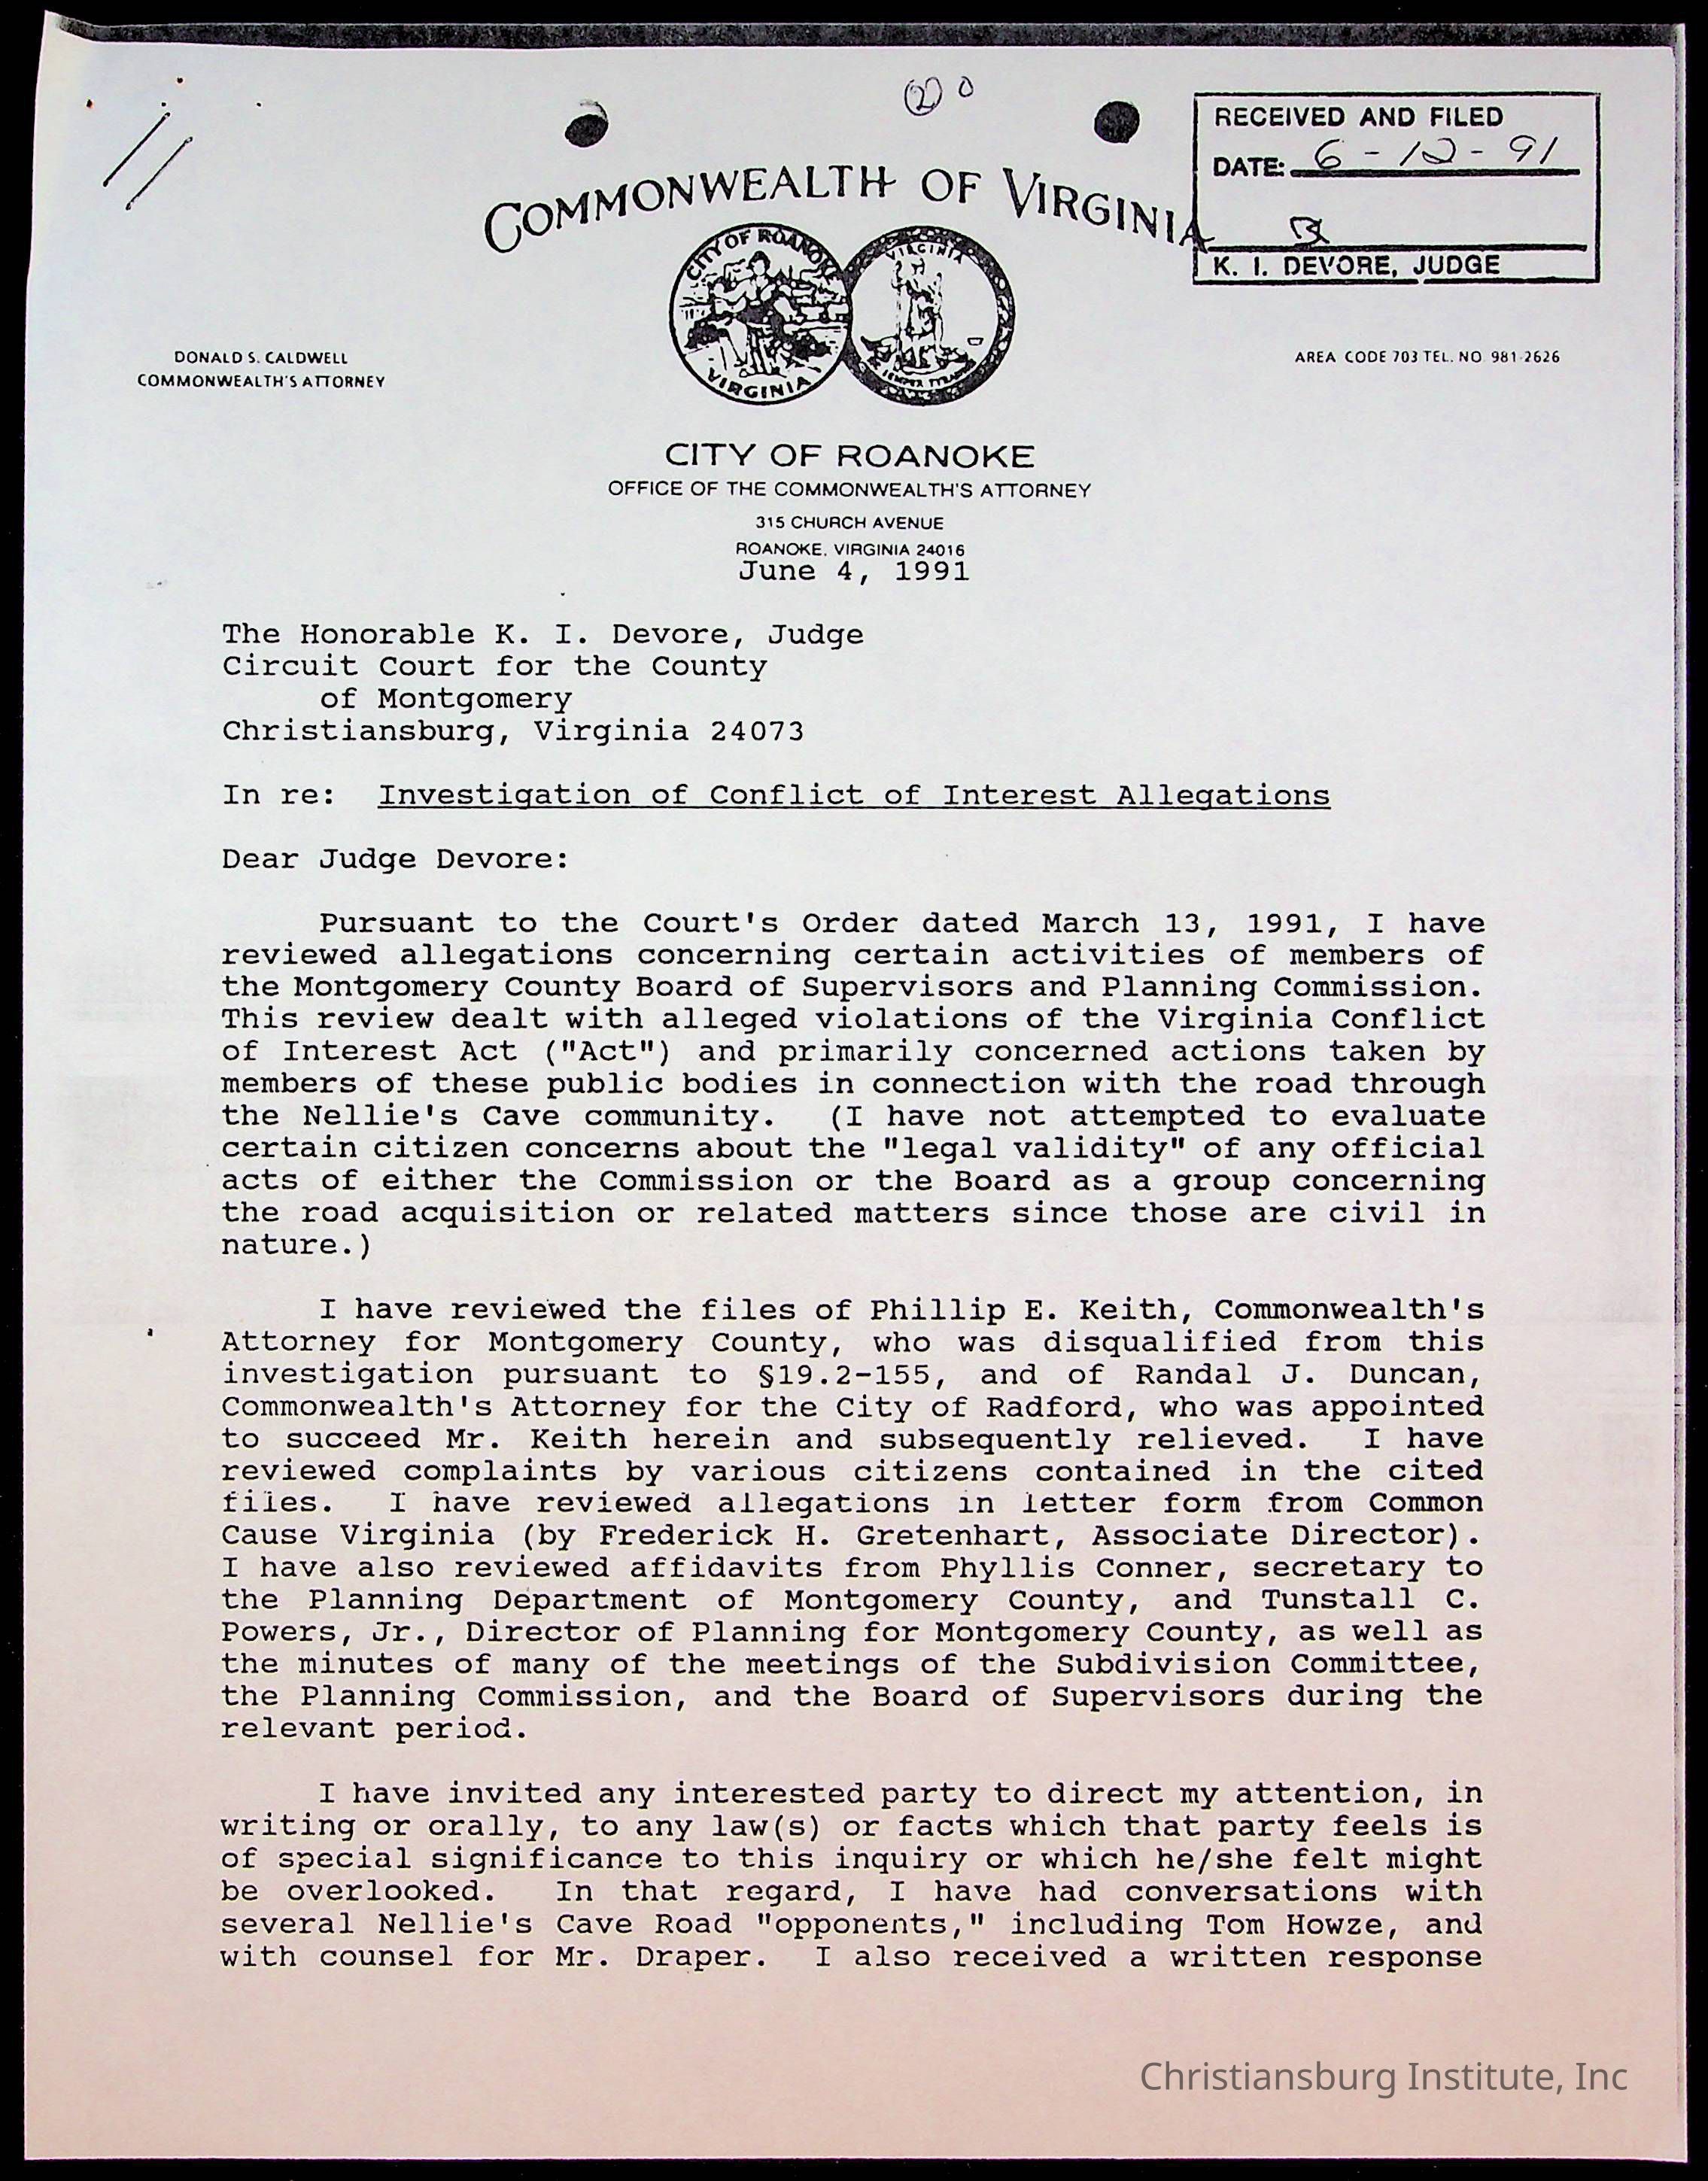 (2) 0
RECEIVED AND FILED
DATE: 6-12-91
K. I. DEVORE, JUDGE
COMMONWEALTH OF VIRGINIA
CITY OF ROANOKE
VIRGINIA
VIRGINIA
SEMPER TYRANNIS
DONALD S. CALDWELL
COMMONWEALTH'S ATTORNEY
AREA CODE 703 TEL. NO. 981-2626
CITY OF ROANOKE
OFFICE OF THE COMMONWEALTH'S ATTORNEY
315 CHURCH AVENUE
ROANOKE, VIRGINIA 24016
June 4, 1991
The Honorable K. I. Devore, Judge
Circuit Court for the County
of Montgomery
Christiansburg, Virginia 24073
In re: Investigation of Conflict of Interest Allegations
Dear Judge Devore:
Pursuant to the Court's Order dated March 13, 1991, I have
reviewed allegations concerning certain activities of members of
the Montgomery County Board of Supervisors and Planning Commission.
This review dealt with alleged violations of the Virginia Conflict
of Interest Act ("Act") and primarily concerned actions taken by
members of these public bodies in connection with the road through
the Nellie's Cave community. (I have not attempted to evaluate
certain citizen concerns about the "legal validity" of any official
acts of either the Commission or the Board as a group concerning
the road acquisition or related matters since those are civil in
nature.)
I have reviewed the files of Phillip E. Keith, Commonwealth's
Attorney for Montgomery County, who was disqualified from this
investigation pursuant to §19.2-155, and of Randal J. Duncan,
Commonwealth's Attorney for the City of Radford, who was appointed
to succeed Mr. Keith herein and subsequently relieved. I have
reviewed complaints by various citizens contained in the cited
files. I have reviewed allegations in letter form from Common
Cause Virginia (by Frederick H. Gretenhart, Associate Director).
I have also reviewed affidavits from Phyllis Conner, secretary to
the Planning Department of Montgomery County, and Tunstall C.
Powers, Jr., Director of Planning for Montgomery County, as well as
the minutes of many of the meetings of the Subdivision Committee,
the Planning Commission, and the Board of Supervisors during the
relevant period.
I have invited any interested party to direct my attention, in
writing or orally, to any law(s) or facts which that party feels is
of special significance to this inquiry or which he/she felt might
be overlooked. In that regard, I have had conversations with
several Nellie's Cave Road "opponents," including Tom Howze, and
with counsel for Mr. Draper. I also received a written response
Christiansburg Institute, Inc